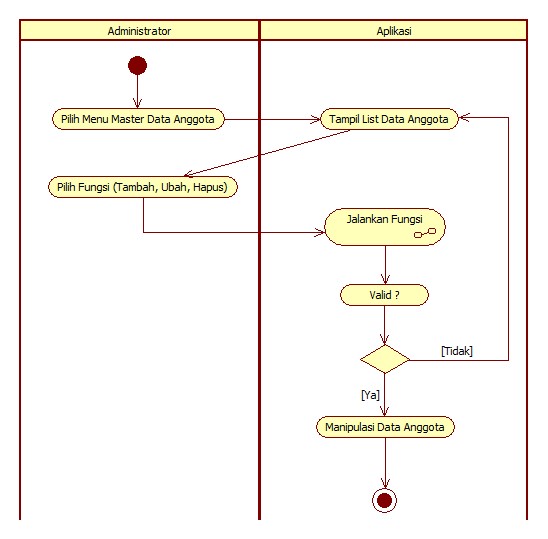 Administrator
Aplikasi
Pilih Menu Master Data Anggota
Tampil List Data Anggota
Pilih Fungsi (Tambah, Ubah, Hapus)
Jalankan Fungsi
Valid ?
[Tidak]
[Ya]
Manipulasi Data Anggota